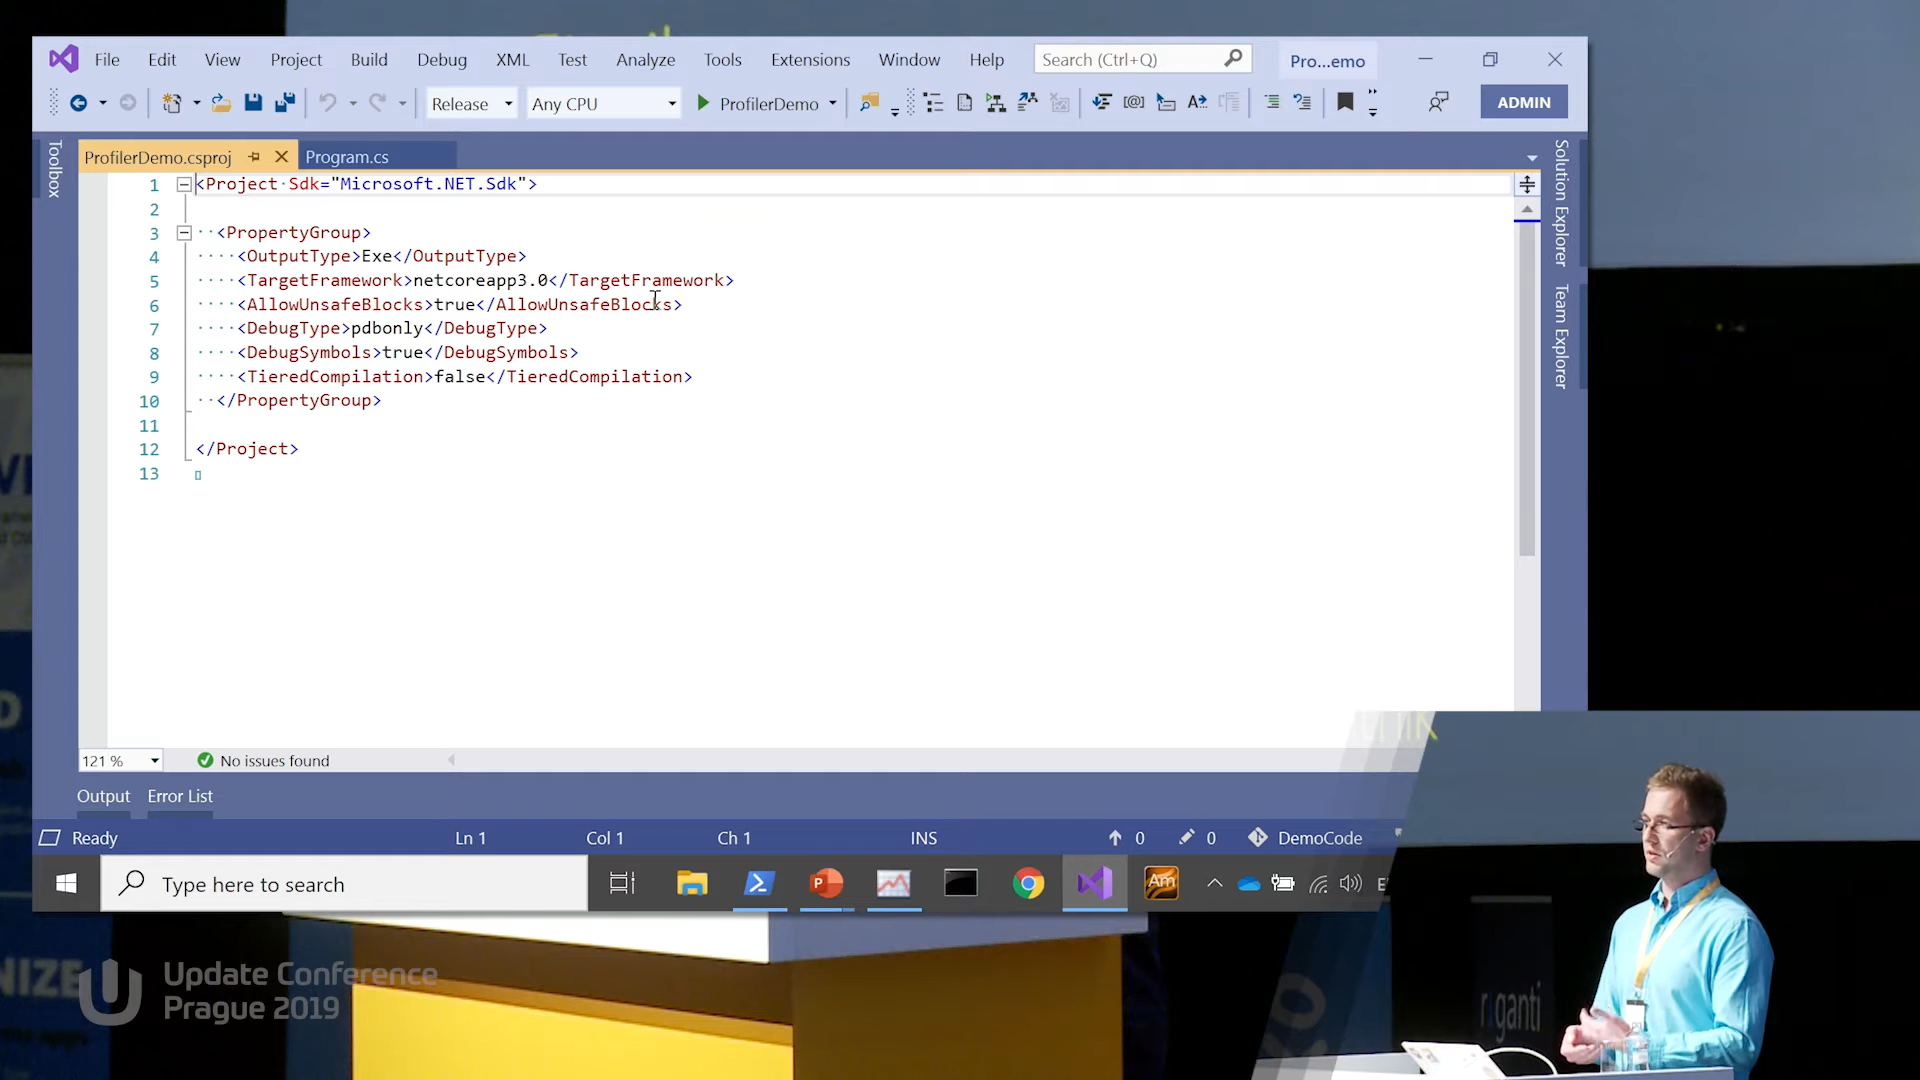 File Edit View Project Build Debug XML Test Analyze Tools Extensions Window Help Search (Ctrl+Q) Pro...emo
Release Any CPU ProfilerDemo ADMIN
Toolbox
ProfilerDemo.csproj Program.cs
Solution Explorer
Team Explorer
1 <Project Sdk="Microsoft.NET.Sdk">
2
3 <PropertyGroup>
4 <OutputType>Exe</OutputType>
5 <TargetFramework>netcoreapp3.0</TargetFramework>
6 <AllowUnsafeBlocks>true</AllowUnsafeBlocks>
7 <DebugType>pdbonly</DebugType>
8 <DebugSymbols>true</DebugSymbols>
9 <TieredCompilation>false</TieredCompilation>
10 </PropertyGroup>
11
12 </Project>
13
121 % No issues found
Output Error List
Ready Ln 1 Col 1 Ch 1 INS 0 0 DemoCode
Type here to search
P
Am
Update Conference
Prague 2019
NIZE
riganti